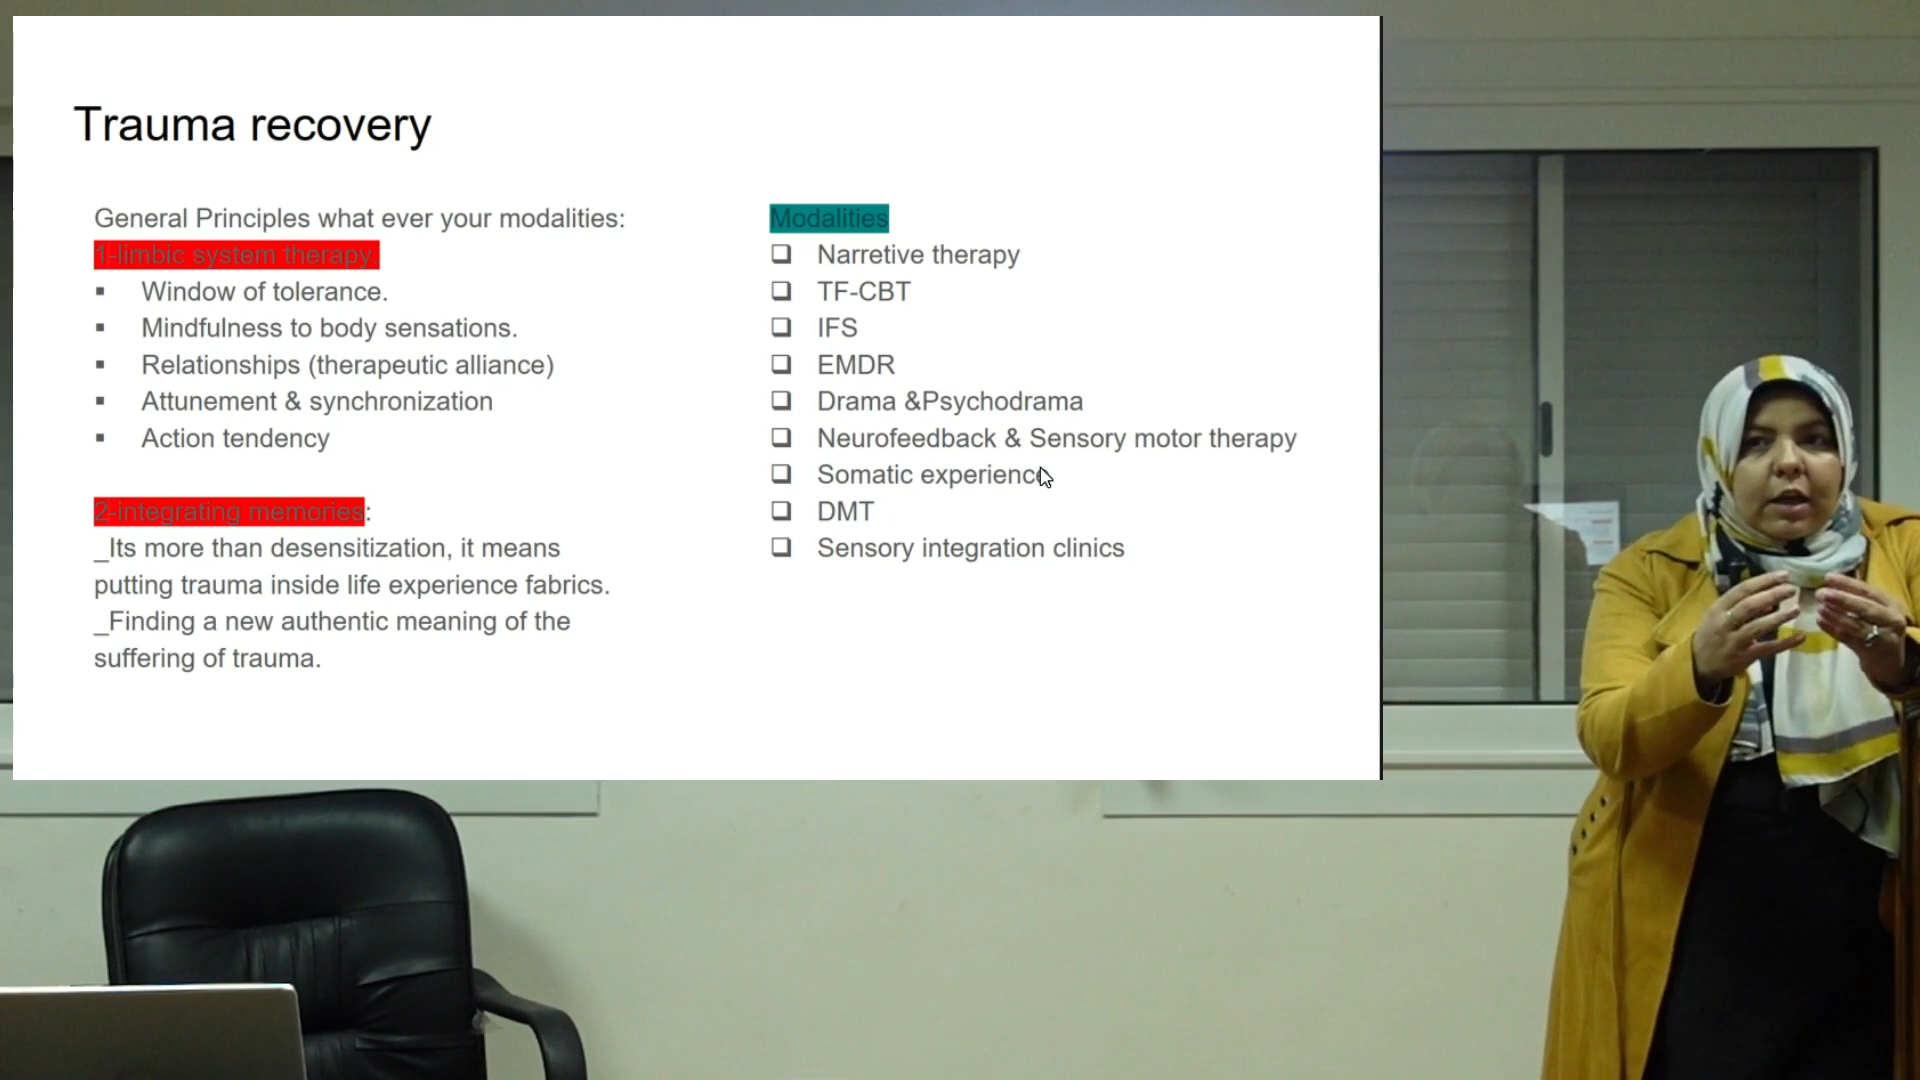 Trauma recovery
General Principles what ever your modalities:
1-limbic system therapy.
▪ Window of tolerance.
▪ Mindfulness to body sensations.
▪ Relationships (therapeutic alliance)
▪ Attunement & synchronization
▪ Action tendency
2-integrating memories:
_Its more than desensitization, it means
putting trauma inside life experience fabrics.
_Finding a new authentic meaning of the
suffering of trauma.
Modalities
❑ Narretive therapy
❑ TF-CBT
❑ IFS
❑ EMDR
❑ Drama &Psychodrama
❑ Neurofeedback & Sensory motor therapy
❑ Somatic experience
❑ DMT
❑ Sensory integration clinics